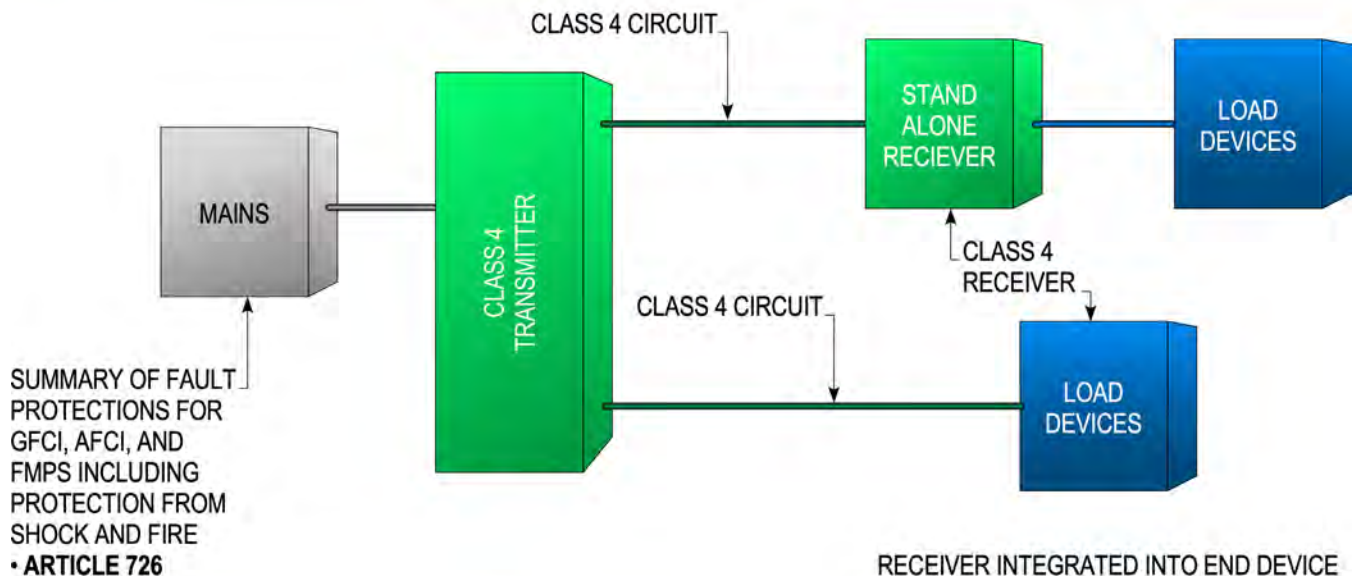 CLASS 4 CIRCUIT
STAND
ALONE
RECIEVER
LOAD
DEVICES
MAINS
CLASS 4
TRANSMITTER
CLASS 4
RECEIVER
CLASS 4 CIRCUIT
LOAD
DEVICES
SUMMARY OF FAULT
PROTECTIONS FOR
GFCI, AFCI, AND
FMPS INCLUDING
PROTECTION FROM
SHOCK AND FIRE
• ARTICLE 726
RECEIVER INTEGRATED INTO END DEVICE